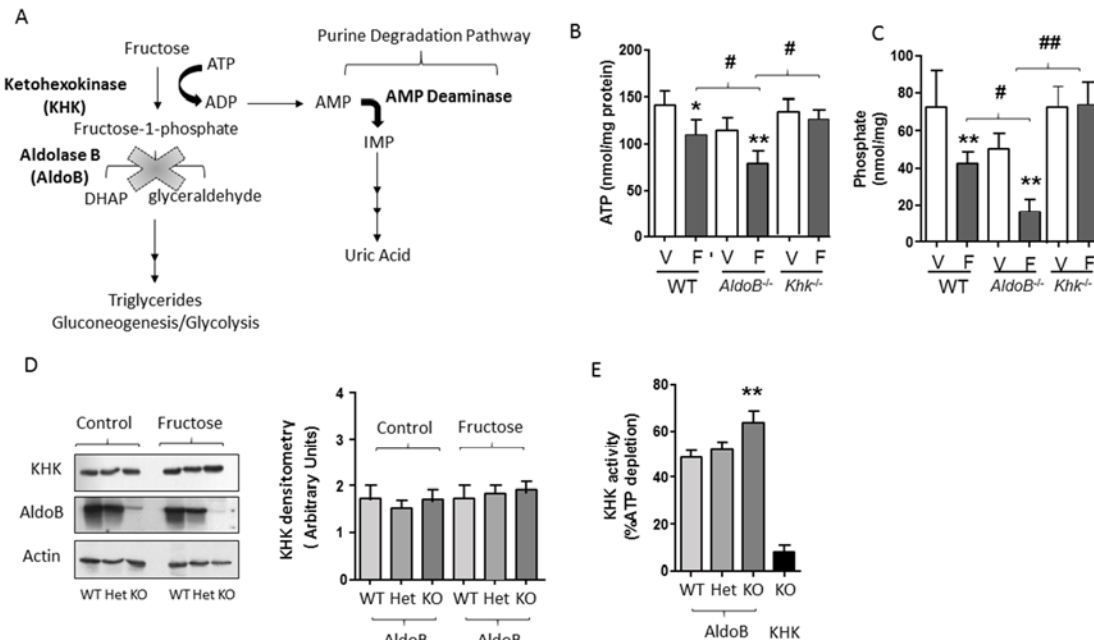 A
Fructose
Ketohexokinase
(KHK)
ATP
ADP
Fructose-1-phosphate
Aldolase B
(AldoB)
DHAP
glyceraldehyde
Triglycerides
Gluconeogenesis/Glycolysis
Purine Degradation Pathway
AMP
AMP Deaminase
IMP
Uric Acid
B
ATP (nmol/mg protein)
200
150
100
50
0
*
#
**
#
V F V F V F
WT AldoB-/- Khk-/-
C
Phosphate
(nmol/mg)
100
80
60
40
20
0
**
#
**
##
V F V F V F
WT AldoB-/- Khk-/-
D
Control Fructose
KHK
AldoB
Actin
WT Het KO WT Het KO
KHK densitometry
( Arbitrary Units)
4
3
2
1
0
Control Fructose
WT Het KO WT Het KO
AldoB AldoB
E
KHK activity
(%ATP depletion)
80
60
40
20
0
**
WT Het KO KO
AldoB KHK